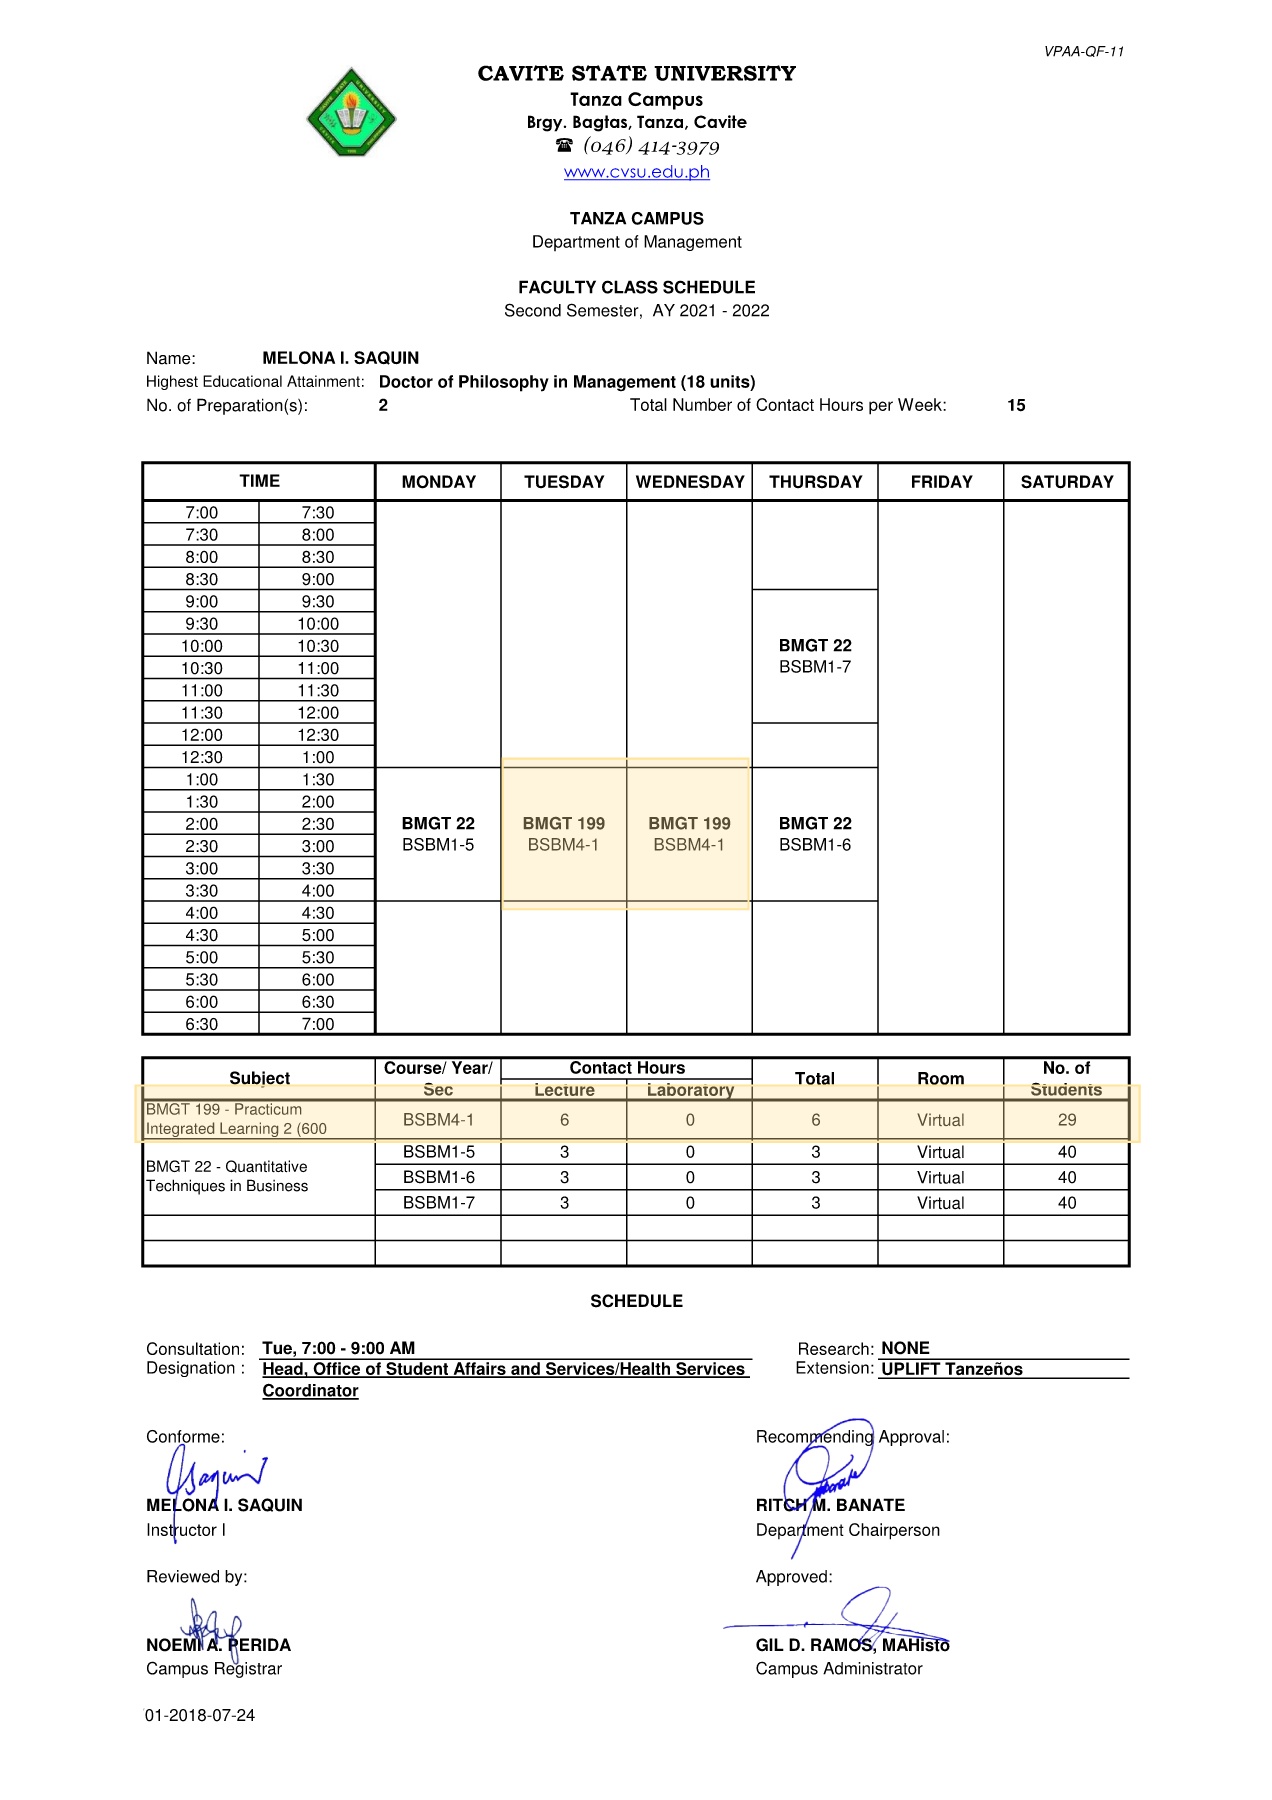 VPAA-QF-11
CAVITE STATE UNIVERSITY
Tanza Campus
Brgy. Bagtas, Tanza, Cavite
☎ (046) 414-3979
www.cvsu.edu.ph
TANZA CAMPUS
Department of Management
FACULTY CLASS SCHEDULE
Second Semester, AY 2021 - 2022
Name: MELONA I. SAQUIN
Highest Educational Attainment: Doctor of Philosophy in Management (18 units)
No. of Preparation(s): 2 Total Number of Contact Hours per Week: 15
TIME MONDAY TUESDAY WEDNESDAY THURSDAY FRIDAY SATURDAY
7:00 7:30
7:30 8:00
8:00 8:30
8:30 9:00
9:00 9:30
9:30 10:00
10:00 10:30 BMGT 22
10:30 11:00 BSBM1-7
11:00 11:30
11:30 12:00
12:00 12:30
12:30 1:00
1:00 1:30
1:30 2:00
2:00 2:30 BMGT 22 BMGT 199 BMGT 199 BMGT 22
2:30 3:00 BSBM1-5 BSBM4-1 BSBM4-1 BSBM1-6
3:00 3:30
3:30 4:00
4:00 4:30
4:30 5:00
5:00 5:30
5:30 6:00
6:00 6:30
6:30 7:00
Subject Course/ Year/ Sec Contact Hours Total Room No. of Students
Lecture Laboratory
BMGT 199 - Practicum
Integrated Learning 2 (600 BSBM4-1 6 0 6 Virtual 29
BMGT 22 - Quantitative
Techniques in Business
BSBM1-5 3 0 3 Virtual 40
BSBM1-6 3 0 3 Virtual 40
BSBM1-7 3 0 3 Virtual 40
SCHEDULE
Consultation: Tue, 7:00 - 9:00 AM Research: NONE
Designation : Head, Office of Student Affairs and Services/Health Services Extension: UPLIFT Tanzeños
Coordinator
Conforme: Recommending Approval:
MELONA I. SAQUIN RITCH M. BANATE
Instructor I Department Chairperson
Reviewed by: Approved:
NOEMI A. PERIDA GIL D. RAMOS, MAHisto
Campus Registrar Campus Administrator
01-2018-07-24